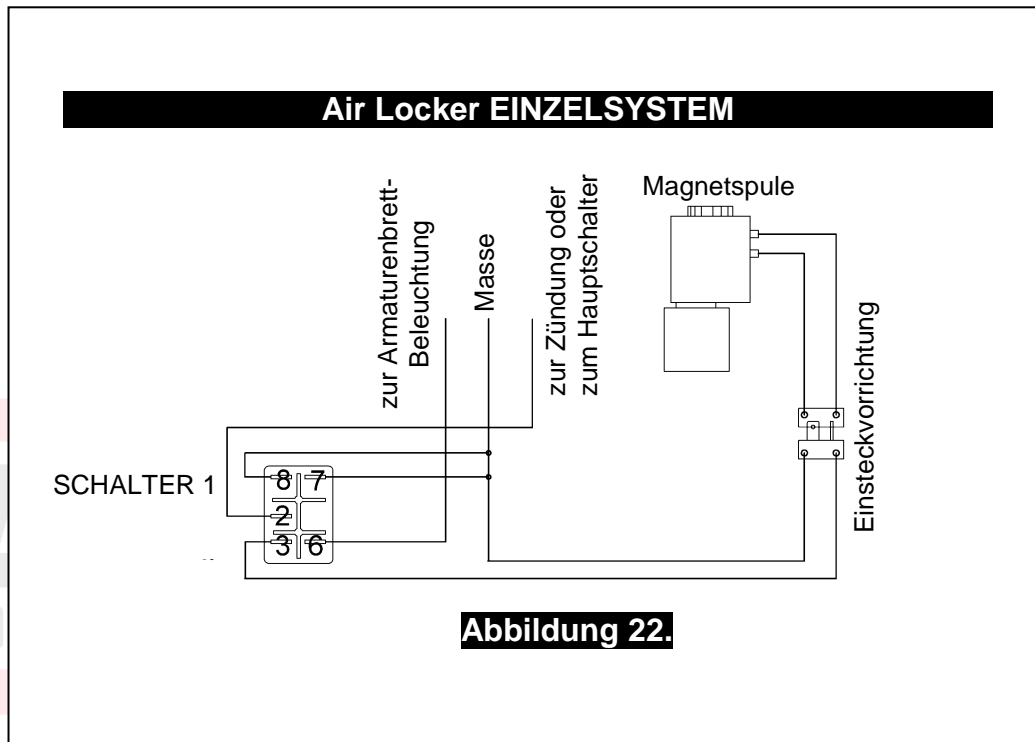 Air Locker EINZELSYSTEM
zur Armaturenbrett-
Beleuchtung
Masse
zur Zündung oder
zum Hauptschalter
Magnetspule
Einsteckvorrichtung
SCHALTER 1
8 7
2
3 6
Abbildung 22.